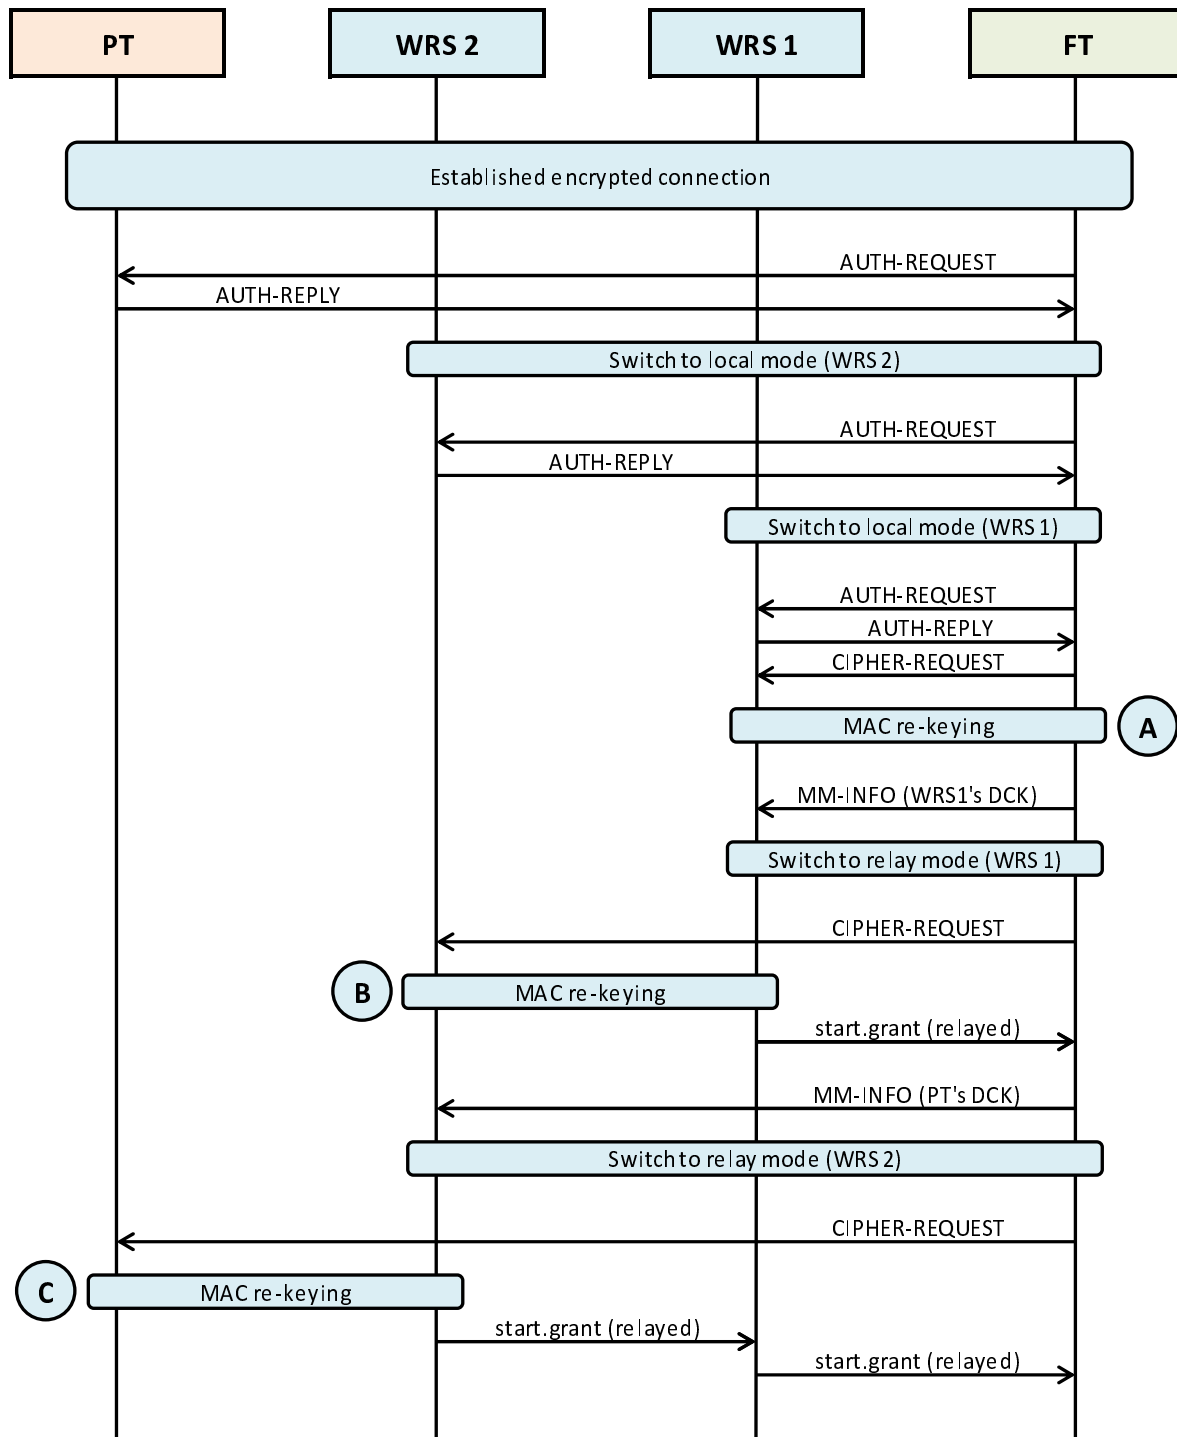 PT
WRS 2
WRS 1
FT
Established encrypted connection
AUTH-REQUEST
AUTH-REPLY
Switch to local mode (WRS 2)
AUTH-REQUEST
AUTH-REPLY
Switch to local mode (WRS 1)
AUTH-REQUEST
AUTH-REPLY
CIPHER-REQUEST
MAC re-keying
A
MM-INFO (WRS1's DCK)
Switch to relay mode (WRS 1)
CIPHER-REQUEST
B
MAC re-keying
start.grant (relayed)
MM-INFO (PT's DCK)
Switch to relay mode (WRS 2)
CIPHER-REQUEST
C
MAC re-keying
start.grant (relayed)
start.grant (relayed)